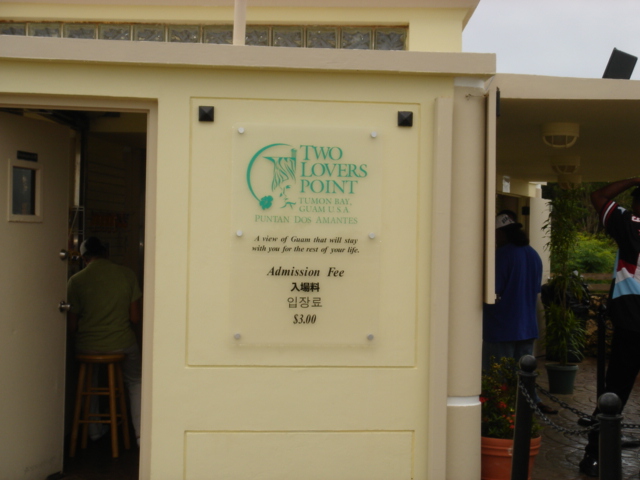 TWO
LOVERS
POINT
TUMON BAY,
GUAM U S A
PUNTAN DOS AMANTES
A view of Guam that will stay
with you for the rest of your life.
Admission Fee
入場料
입장료
$3.00